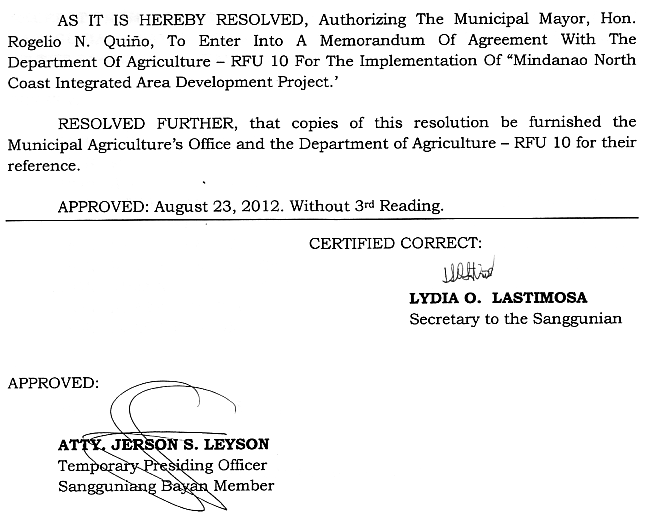 AS IT IS HEREBY RESOLVED, Authorizing The Municipal Mayor, Hon.
Rogelio N. Quiño, To Enter Into A Memorandum Of Agreement With The
Department Of Agriculture – RFU 10 For The Implementation Of “Mindanao North
Coast Integrated Area Development Project.’
RESOLVED FURTHER, that copies of this resolution be furnished the
Municipal Agriculture’s Office and the Department of Agriculture – RFU 10 for their
reference.
APPROVED: August 23, 2012. Without 3rd Reading.
CERTIFIED CORRECT:
LYDIA O. LASTIMOSA
Secretary to the Sanggunian
APPROVED:
ATTY. JERSON S. LEYSON
Temporary Presiding Officer
Sangguniang Bayan Member